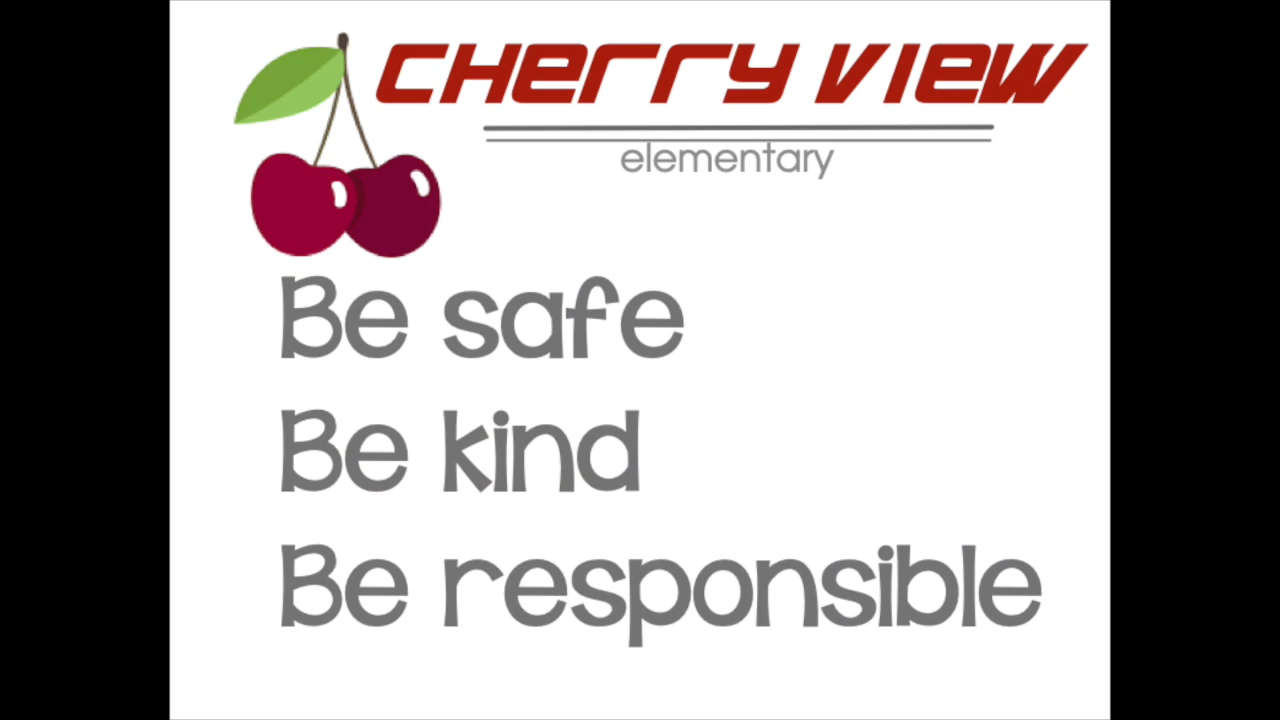 CHERRY VIEW
elementary
Be safe
Be kind
Be responsible